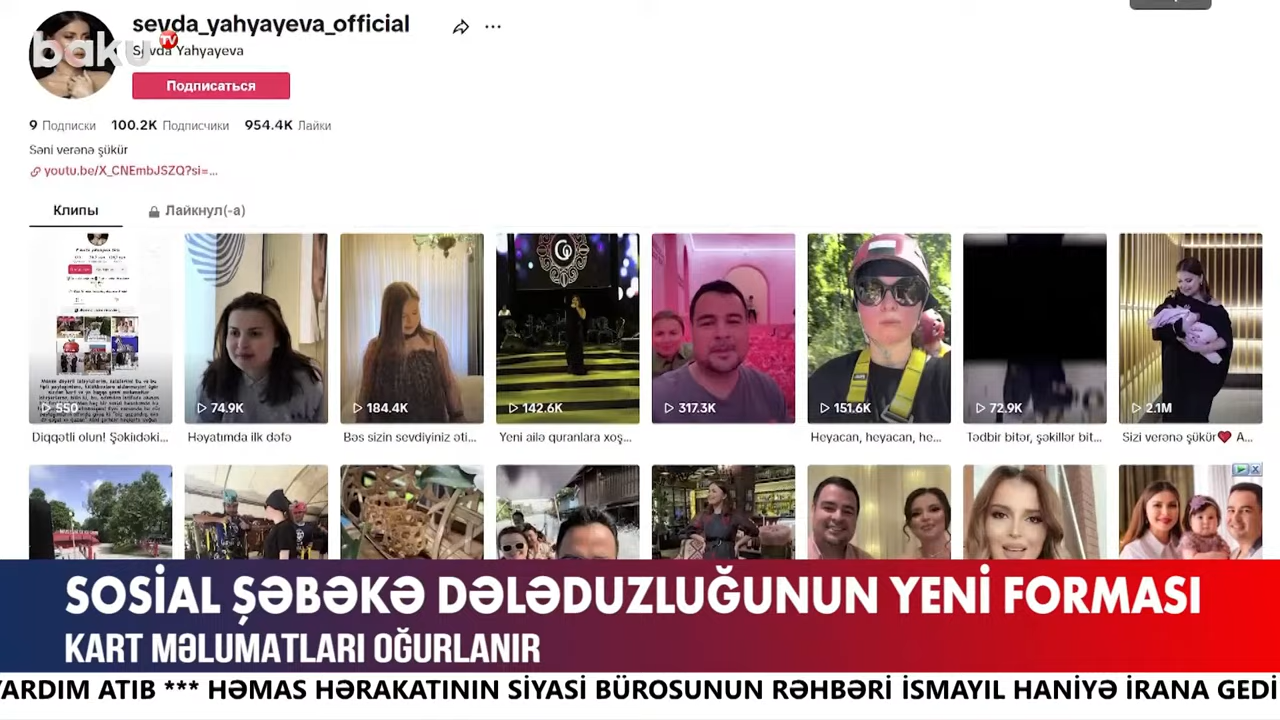 sevda_yahyayeva_official
baku TV
Sevda Yahyayeva
Подписаться
9 Подписки 100.2K Подписчики 954.4K Лайки
Səni verənə şükür
youtu.be/X_CNEmbJSZQ?si=...
Клипы Лайкнул(-а)
550 74.9K 184.4K 142.6K 317.3K 151.6K 72.9K 2.1M
Diqqətli olun! Şəkidəki... Həyatımda ilk dəfə Bəs sizin sevdiyiniz əti... Yeni ailə quranlara xoş... Heyacan, heyacan, he... Tədbir bitər, şəkillər bit... Sizi verənə şükür❤️ A...
SOSİAL ŞƏBƏKƏ DƏLƏDUZLUĞUNUN YENİ FORMASI
KART MƏLUMATLARI OĞURLANIR
YARDIM ATIB *** HƏMAS HƏRAKATININ SİYASİ BÜROSUNUN RƏHBƏRİ İSMAYIL HANİYƏ İRANA GEDİ